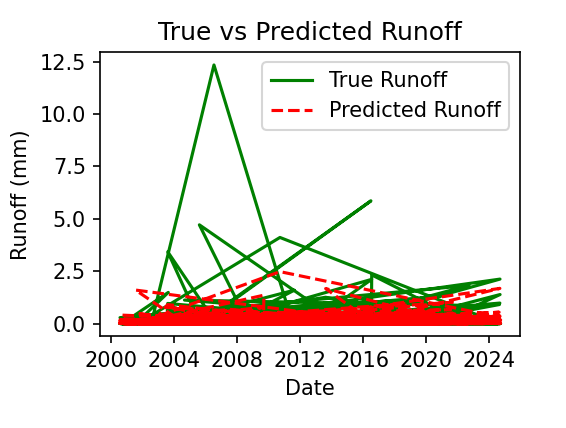 True vs Predicted Runoff
True Runoff
Predicted Runoff
Runoff (mm)
12.5
10.0
7.5
5.0
2.5
0.0
2000 2004 2008 2012 2016 2020 2024
Date